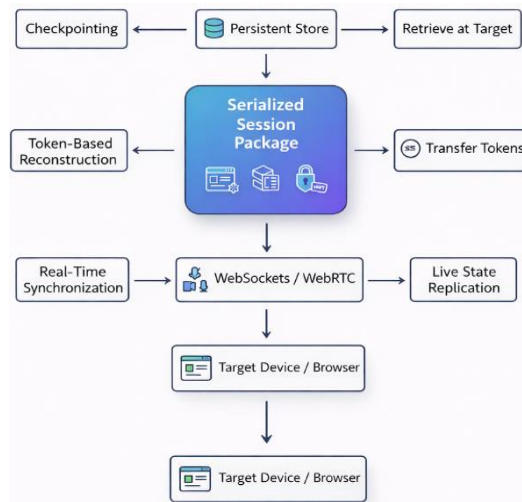 Checkpointing
Persistent Store
Retrieve at Target
Serialized
Session
Package
Token-Based
Reconstruction
Transfer Tokens
Real-Time
Synchronization
WebSockets / WebRTC
Live State
Replication
Target Device / Browser
Target Device / Browser